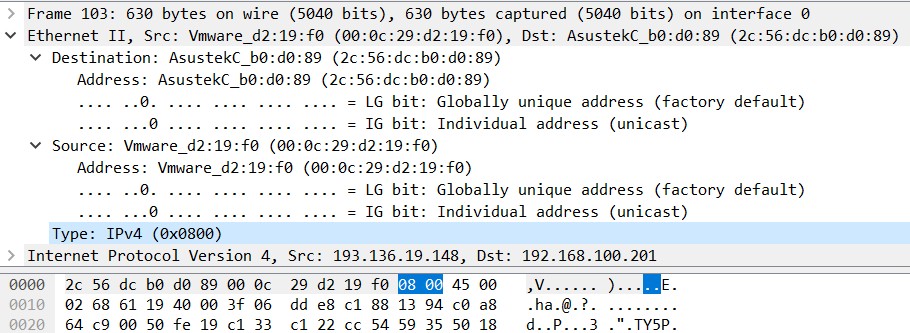 Frame 103: 630 bytes on wire (5040 bits), 630 bytes captured (5040 bits) on interface 0
Ethernet II, Src: Vmware_d2:19:f0 (00:0c:29:d2:19:f0), Dst: AsustekC_b0:d0:89 (2c:56:dc:b0:d0:89)
Destination: AsustekC_b0:d0:89 (2c:56:dc:b0:d0:89)
Address: AsustekC_b0:d0:89 (2c:56:dc:b0:d0:89)
.... ..0. .... .... .... .... = LG bit: Globally unique address (factory default)
.... ...0 .... .... .... .... = IG bit: Individual address (unicast)
Source: Vmware_d2:19:f0 (00:0c:29:d2:19:f0)
Address: Vmware_d2:19:f0 (00:0c:29:d2:19:f0)
.... ..0. .... .... .... .... = LG bit: Globally unique address (factory default)
.... ...0 .... .... .... .... = IG bit: Individual address (unicast)
Type: IPv4 (0x0800)
Internet Protocol Version 4, Src: 193.136.19.148, Dst: 192.168.100.201
0000 2c 56 dc b0 d0 89 00 0c 29 d2 19 f0 08 00 45 00 ,V...... ).....E.
0010 02 68 61 19 40 00 3f 06 dd e8 c1 88 13 94 c0 a8 .ha.@.?. ........
0020 64 c9 00 50 fe 19 c1 33 c1 22 cc 54 59 35 50 18 d..P...3 .".TY5P.